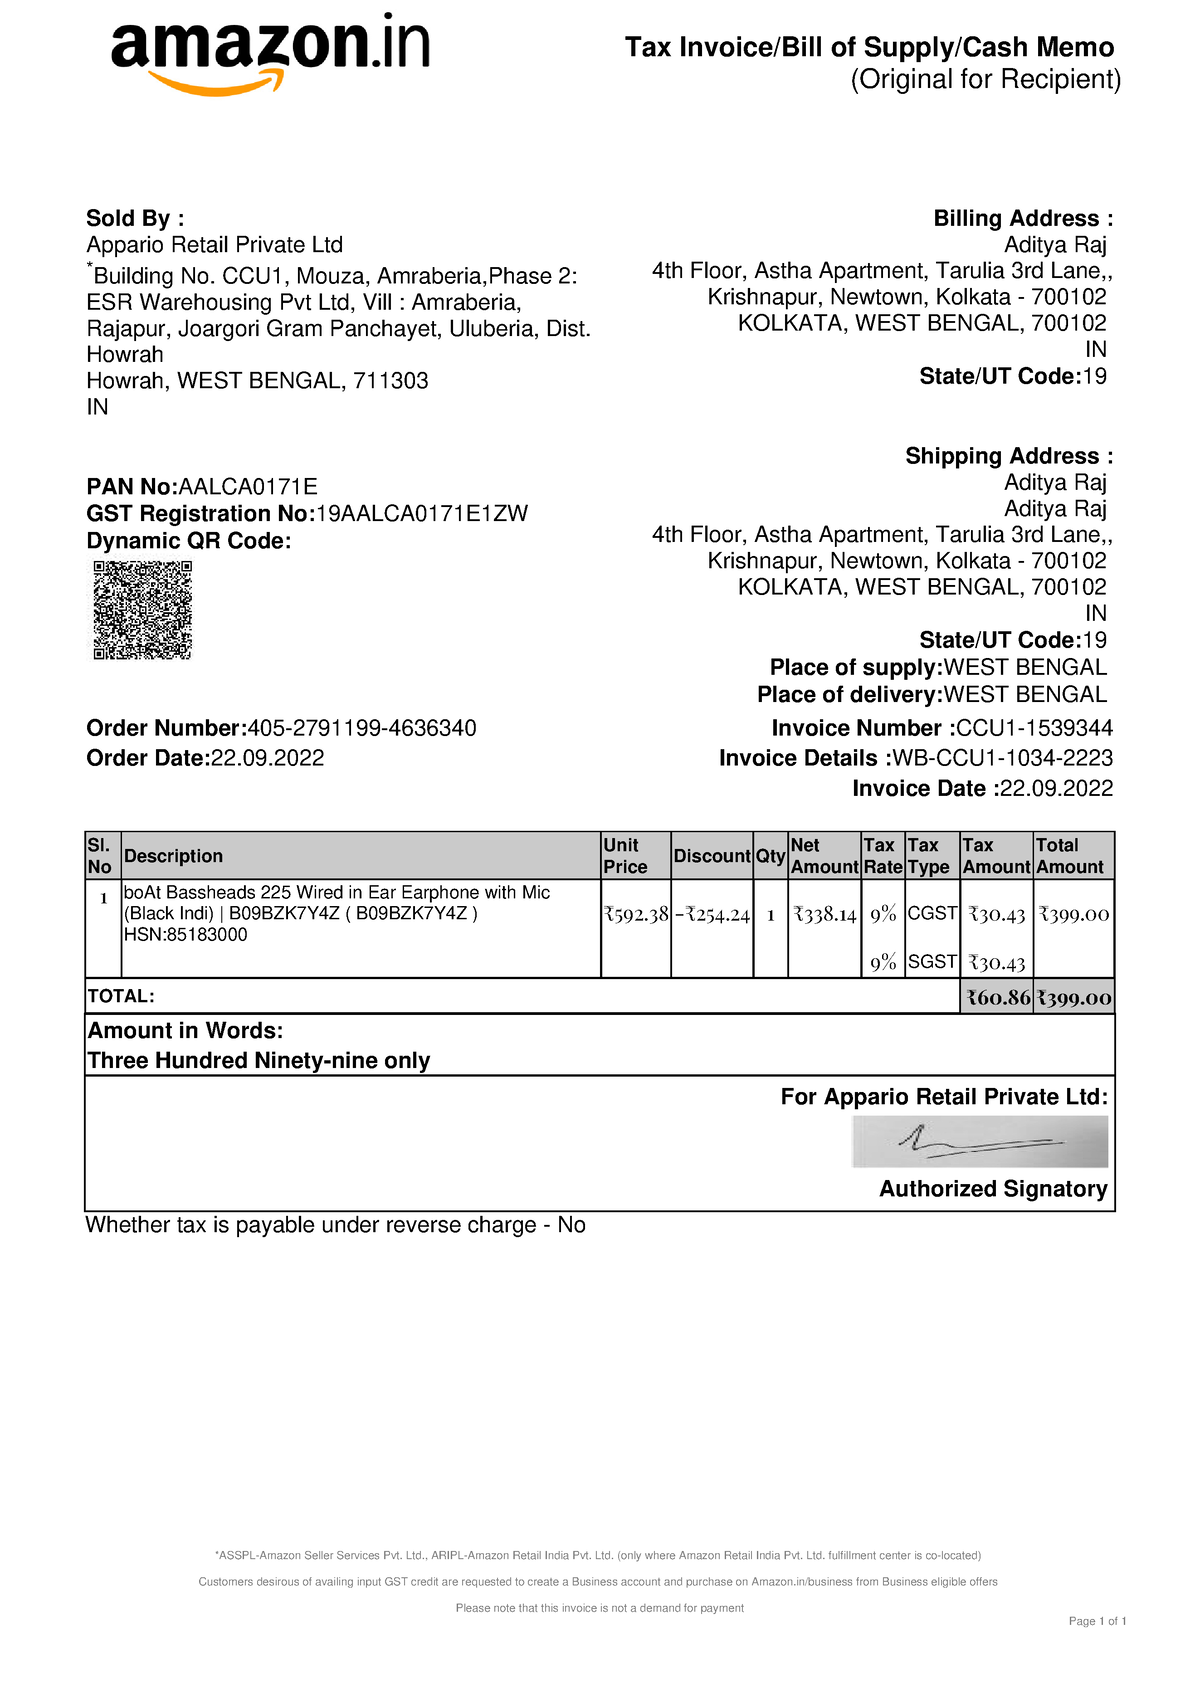 amazon.in
Tax Invoice/Bill of Supply/Cash Memo
(Original for Recipient)
Sold By :
Appario Retail Private Ltd
*Building No. CCU1, Mouza, Amraberia,Phase 2:
ESR Warehousing Pvt Ltd, Vill : Amraberia,
Rajapur, Joargori Gram Panchayet, Uluberia, Dist.
Howrah
Howrah, WEST BENGAL, 711303
IN
Billing Address :
Aditya Raj
4th Floor, Astha Apartment, Tarulia 3rd Lane,,
Krishnapur, Newtown, Kolkata - 700102
KOLKATA, WEST BENGAL, 700102
IN
State/UT Code:19
PAN No:AALCA0171E
GST Registration No:19AALCA0171E1ZW
Dynamic QR Code:
Shipping Address :
Aditya Raj
Aditya Raj
4th Floor, Astha Apartment, Tarulia 3rd Lane,,
Krishnapur, Newtown, Kolkata - 700102
KOLKATA, WEST BENGAL, 700102
IN
State/UT Code:19
Place of supply:WEST BENGAL
Place of delivery:WEST BENGAL
Order Number:405-2791199-4636340
Order Date:22.09.2022
Invoice Number :CCU1-1539344
Invoice Details :WB-CCU1-1034-2223
Invoice Date :22.09.2022
Sl. No Description Unit Price Discount Qty Net Amount Tax Rate Tax Type Tax Amount Total Amount
1 boAt Bassheads 225 Wired in Ear Earphone with Mic
(Black Indi) | B09BZK7Y4Z ( B09BZK7Y4Z ) ₹592.38 -₹254.24 1 ₹338.14 9% CGST ₹30.43 ₹399.00
HSN:85183000
9% SGST ₹30.43
TOTAL: ₹60.86 ₹399.00
Amount in Words:
Three Hundred Ninety-nine only
For Appario Retail Private Ltd:
Authorized Signatory
Whether tax is payable under reverse charge - No
*ASSPL-Amazon Seller Services Pvt. Ltd., ARIPL-Amazon Retail India Pvt. Ltd. (only where Amazon Retail India Pvt. Ltd. fulfillment center is co-located)
Customers desirous of availing input GST credit are requested to create a Business account and purchase on Amazon.in/business from Business eligible offers
Please note that this invoice is not a demand for payment
Page 1 of 1